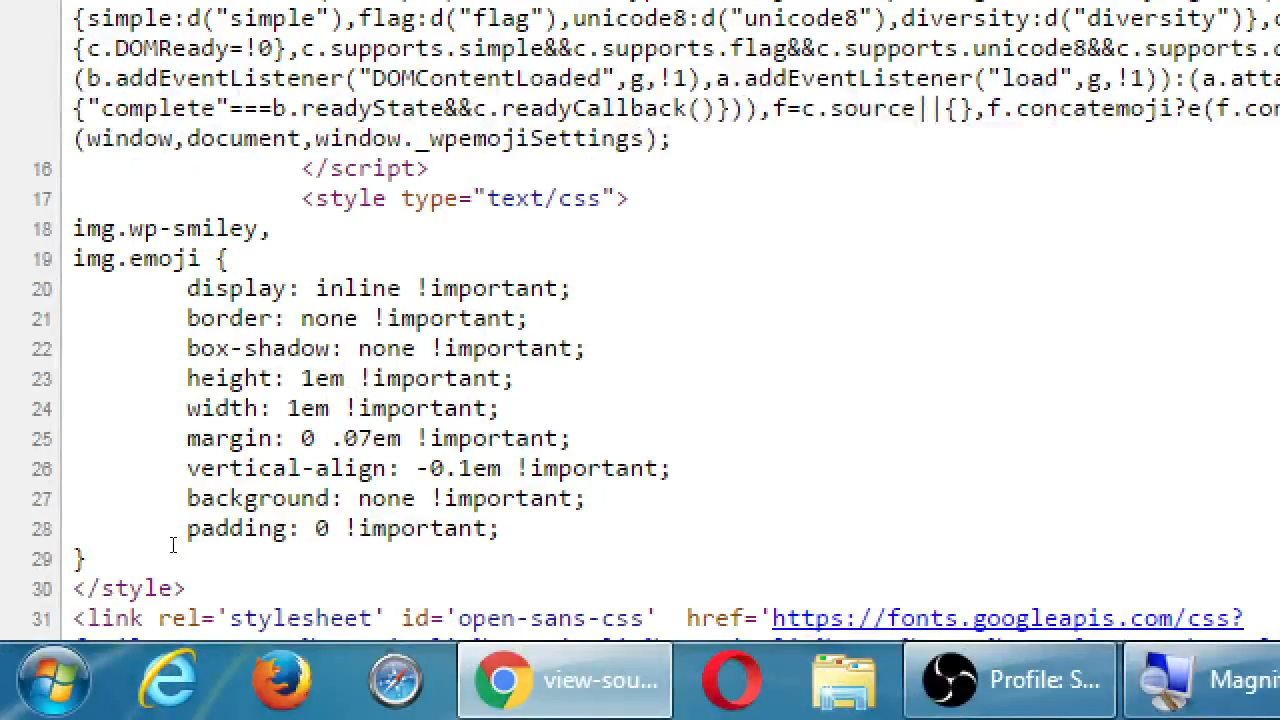 {simple:d("simple"),flag:d("flag"),unicode8:d("unicode8"),diversity:d("diversity")},c
{c.DOMReady=!0},c.supports.simple&&c.supports.flag&&c.supports.unicode8&&c.supports.d
(b.addEventListener("DOMContentLoaded",g,!1),a.addEventListener("load",g,!1)):(a.atta
{"complete"===b.readyState&&c.readyCallback()})),f=c.source||{},f.concatemoji?e(f.con
(window,document,window._wpemojiSettings);
16 </script>
17 <style type="text/css">
18 img.wp-smiley,
19 img.emoji {
20 display: inline !important;
21 border: none !important;
22 box-shadow: none !important;
23 height: 1em !important;
24 width: 1em !important;
25 margin: 0 .07em !important;
26 vertical-align: -0.1em !important;
27 background: none !important;
28 padding: 0 !important;
29 }
30 </style>
31 <link rel='stylesheet' id='open-sans-css' href='https://fonts.googleapis.com/css?
view-sou... Profile: S... Magni